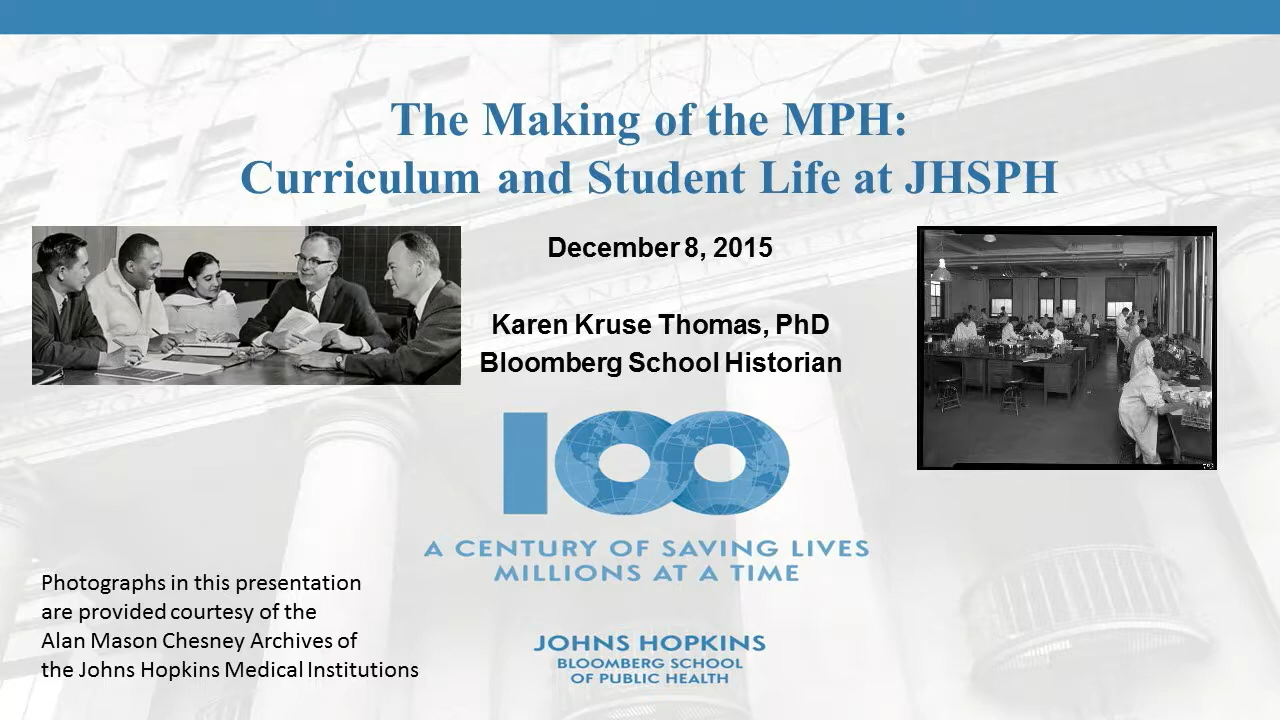 The Making of the MPH:
Curriculum and Student Life at JHSPH
December 8, 2015
Karen Kruse Thomas, PhD
Bloomberg School Historian
100
A CENTURY OF SAVING LIVES
MILLIONS AT A TIME
Photographs in this presentation
are provided courtesy of the
Alan Mason Chesney Archives of
the Johns Hopkins Medical Institutions
JOHNS HOPKINS
BLOOMBERG SCHOOL
OF PUBLIC HEALTH